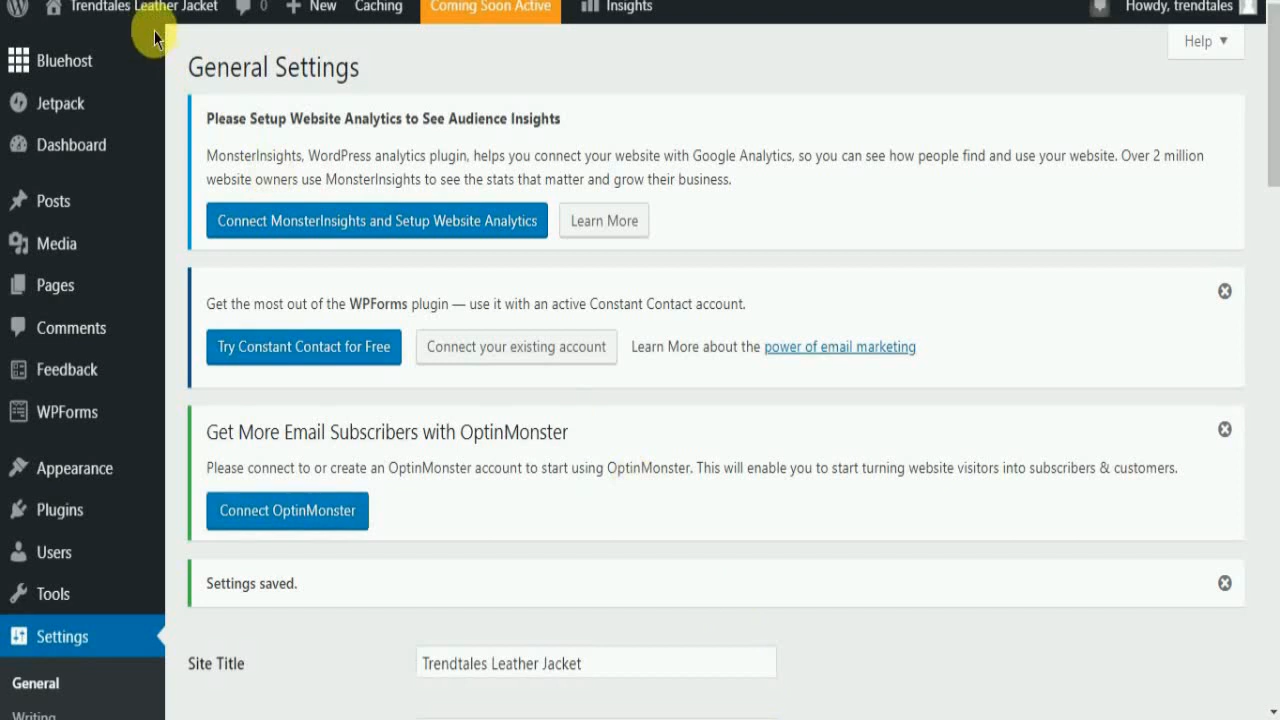 Trendtales Leather Jacket 0 New Caching Coming Soon Active Insights Howdy, trendtales
Help
Bluehost
Jetpack
Dashboard
Posts
Media
Pages
Comments
Feedback
WPForms
Appearance
Plugins
Users
Tools
Settings
General
Writing
General Settings
Please Setup Website Analytics to See Audience Insights
MonsterInsights, WordPress analytics plugin, helps you connect your website with Google Analytics, so you can see how people find and use your website. Over 2 million
website owners use MonsterInsights to see the stats that matter and grow their business.
Connect MonsterInsights and Setup Website Analytics Learn More
Get the most out of the WPForms plugin — use it with an active Constant Contact account.
Try Constant Contact for Free Connect your existing account Learn More about the power of email marketing
Get More Email Subscribers with OptinMonster
Please connect to or create an OptinMonster account to start using OptinMonster. This will enable you to start turning website visitors into subscribers & customers.
Connect OptinMonster
Settings saved.
Site Title Trendtales Leather Jacket